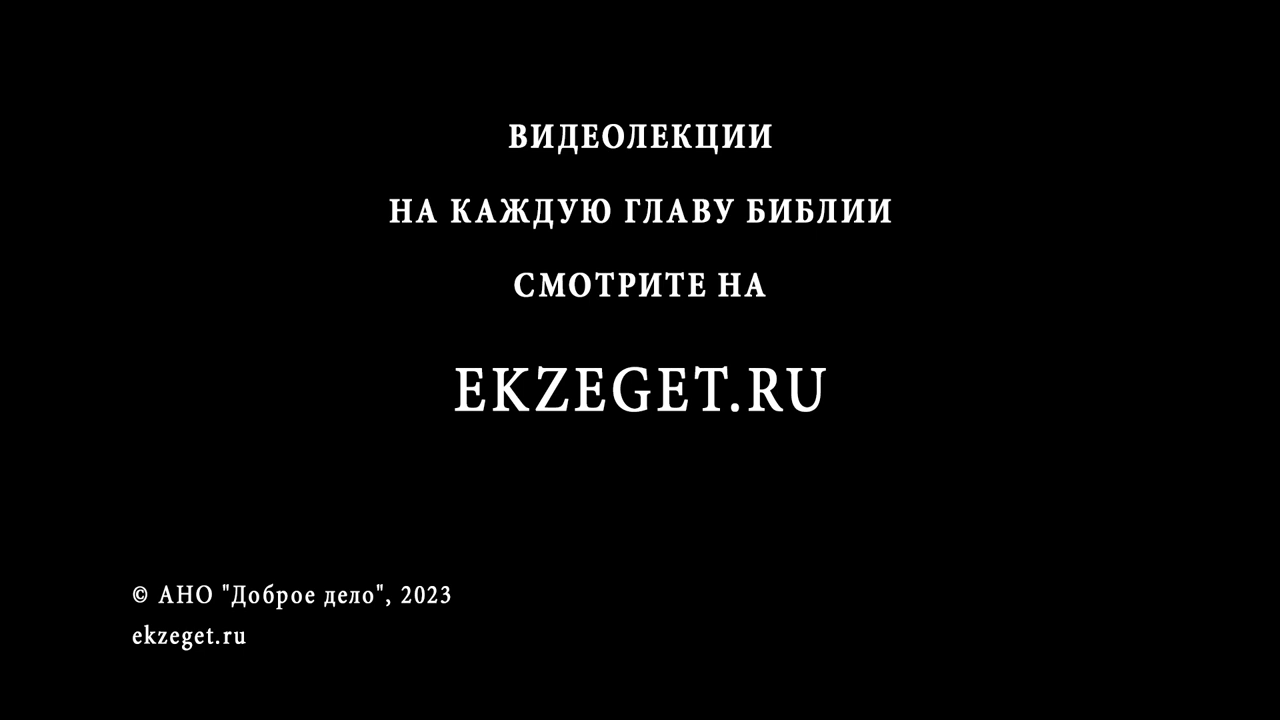 ВИДЕОЛЕКЦИИ
НА КАЖДУЮ ГЛАВУ БИБЛИИ
СМОТРИТЕ НА
EKZEGET.RU
© АНО "Доброе дело", 2023
ekzeget.ru